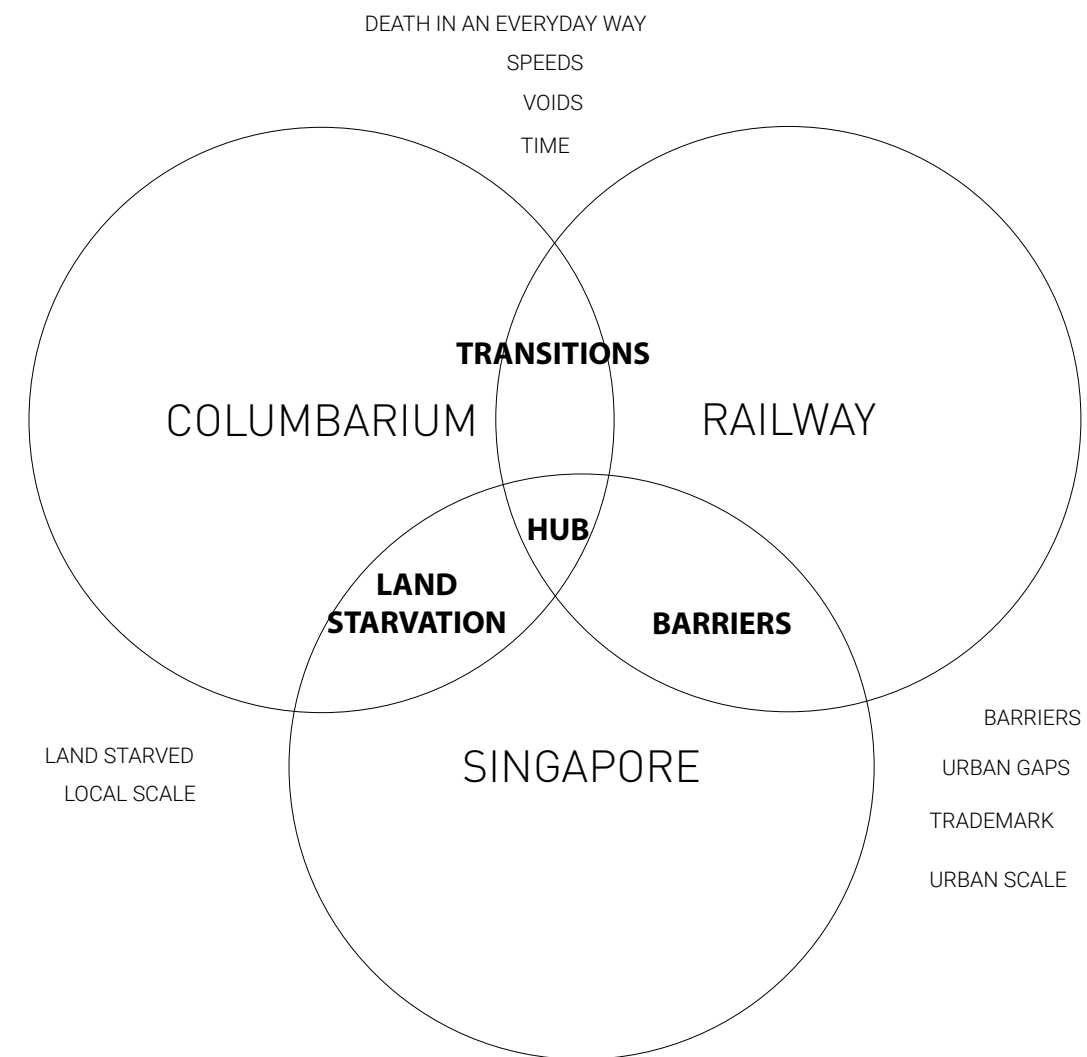 DEATH IN AN EVERYDAY WAY
SPEEDS
VOIDS
TIME
TRANSITIONS
COLUMBARIUM
RAILWAY
HUB
LAND
STARVATION
BARRIERS
SINGAPORE
LAND STARVED
LOCAL SCALE
BARRIERS
URBAN GAPS
TRADEMARK
URBAN SCALE